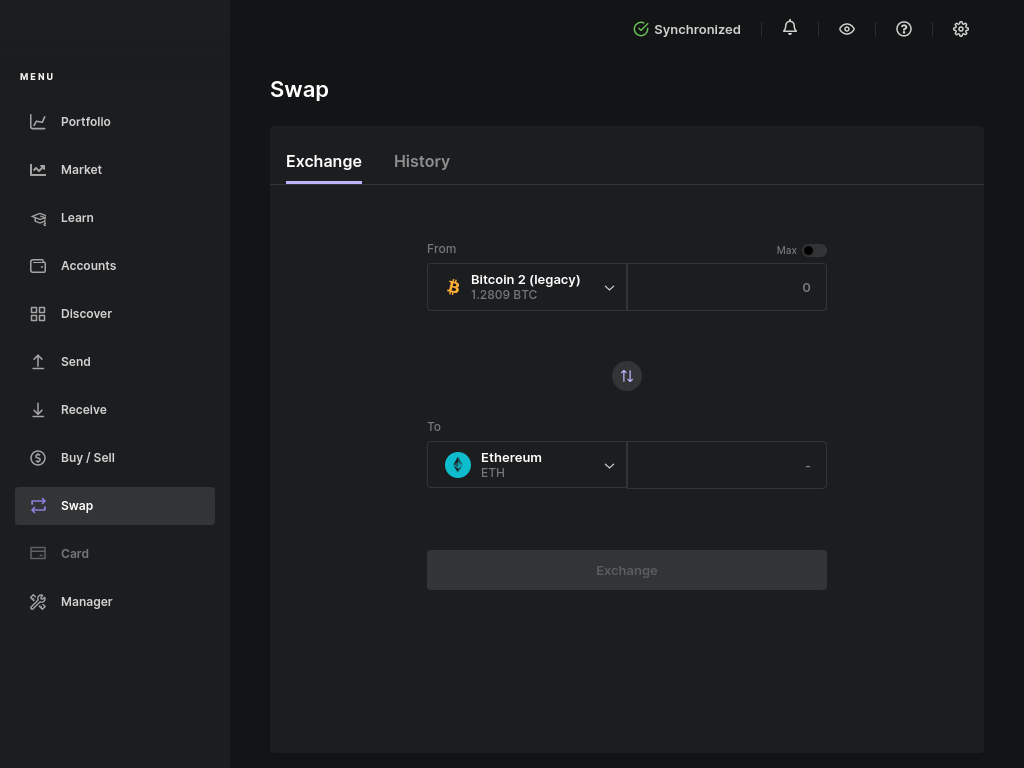 Synchronized
MENU
Portfolio
Market
Learn
Accounts
Discover
Send
Receive
Buy / Sell
Swap
Card
Manager
Swap
Exchange
History
From
Max
Bitcoin 2 (legacy)
1.2809 BTC
0
To
Ethereum
ETH
-
Exchange